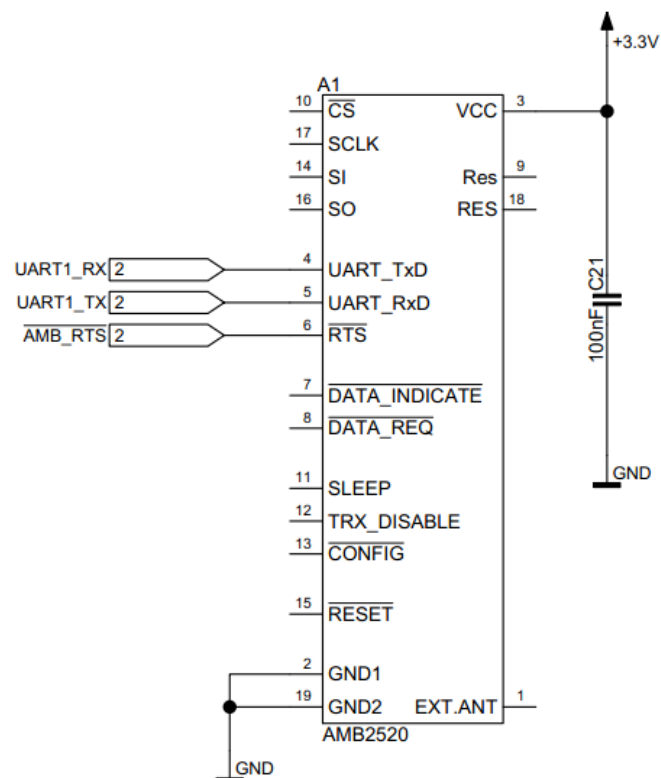 +3.3V
A1
10 CS VCC 3
17 SCLK
14 SI Res 9
16 SO RES 18
UART1_RX 2 4 UART_TxD
UART1_TX 2 5 UART_RxD
AMB_RTS 2 6 RTS
C21
100nF
7 DATA_INDICATE
8 DATA_REQ
GND
11 SLEEP
12 TRX_DISABLE
13 CONFIG
15 RESET
2 GND1
19 GND2 EXT.ANT 1
AMB2520
GND